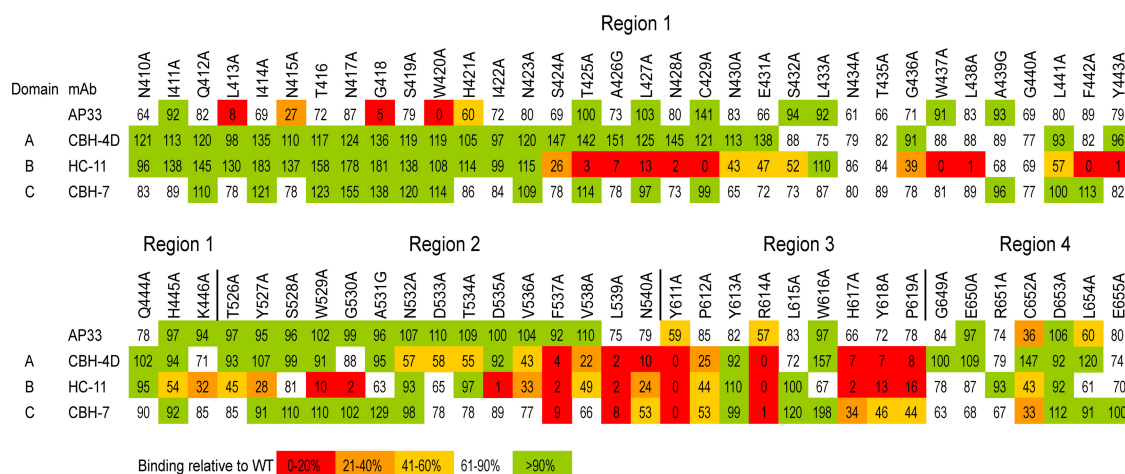 Region 1
Domain mAb N410A I411A Q412A L413A I414A N415A T416 N417A G418 S419A W420A H421A I422A N423A S424A T425A A426G L427A N428A C429A N430A E431A S432A L433A N434A T435A G436A W437A L438A A439G G440A L441A F442A Y443A
AP33 64 92 82 8 69 27 72 87 5 79 0 60 72 80 69 100 73 103 78 141 83 66 94 92 61 66 71 91 83 93 69 80 79 89
A CBH-4D 121 113 120 98 135 110 117 124 136 119 119 105 97 120 147 142 151 125 145 121 113 138 88 75 79 82 91 88 88 89 77 93 82 96
B HC-11 96 138 145 130 183 137 158 178 181 138 108 114 99 115 26 3 7 13 2 0 43 47 52 110 86 84 39 0 1 68 69 57 0 1
C CBH-7 83 89 110 78 121 78 123 155 138 120 114 86 84 109 78 114 78 97 73 99 65 72 73 87 80 89 78 81 89 96 77 100 113 82
Region 1 Region 2 Region 3 Region 4
Q444A H445A K446A T526A Y527A S528A W529A G530A A531G N532A D533A T534A D535A V536A F537A V538A L539A N540A Y611A P612A Y613A R614A L615A W616A H617A Y618A P619A G649A E650A R651A C652A D653A L654A E655A
AP33 78 97 94 97 95 96 102 99 96 107 110 109 100 104 92 110 75 79 59 85 82 57 83 97 66 72 78 84 97 74 36 106 60 80
A CBH-4D 102 94 71 93 107 99 91 88 95 57 58 55 92 43 4 22 2 10 0 25 92 0 72 157 7 7 8 100 109 79 147 92 120 74
B HC-11 95 54 32 45 28 81 10 2 63 93 65 97 1 33 2 49 2 24 0 44 110 0 100 67 2 13 16 78 87 93 43 92 61 70
C CBH-7 90 92 85 85 91 110 110 102 129 98 78 78 89 77 9 66 8 53 0 53 99 1 120 198 34 46 44 63 68 67 33 112 91 100
Binding relative to WT 0-20% 21-40% 41-60% 61-90% >90%